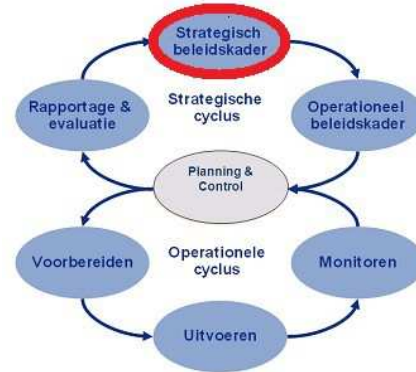 Strategisch
beleidskader
Rapportage &
evaluatie
Strategische
cyclus
Operationeel
beleidskader
Planning &
Control
Voorbereiden
Operationele
cyclus
Monitoren
Uitvoeren